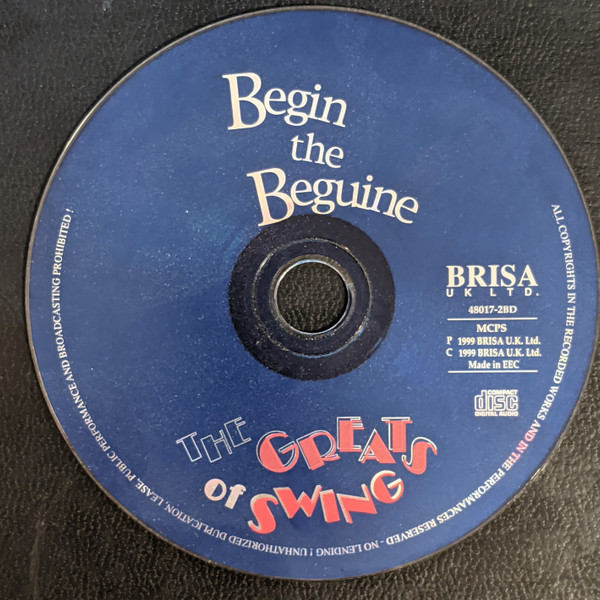 Begin
the
Beguine
BRISA
UK LTD.
48017-2BD
MCPS
P 1999 BRISA U.K. Ltd.
C 1999 BRISA U.K. Ltd.
Made in EEC
COMPACT
disc
DIGITAL AUDIO
THE
GREATS
of SWING
ALL COPYRIGHTS IN THE RECORDED WORKS AND IN THE PERFORMANCES RESERVED - NO LENDING! UNHATHORIZED DUPLICATION, LEASE, PUBLIC PERFORMANCE AND BROADCASTING PROHIBITED!